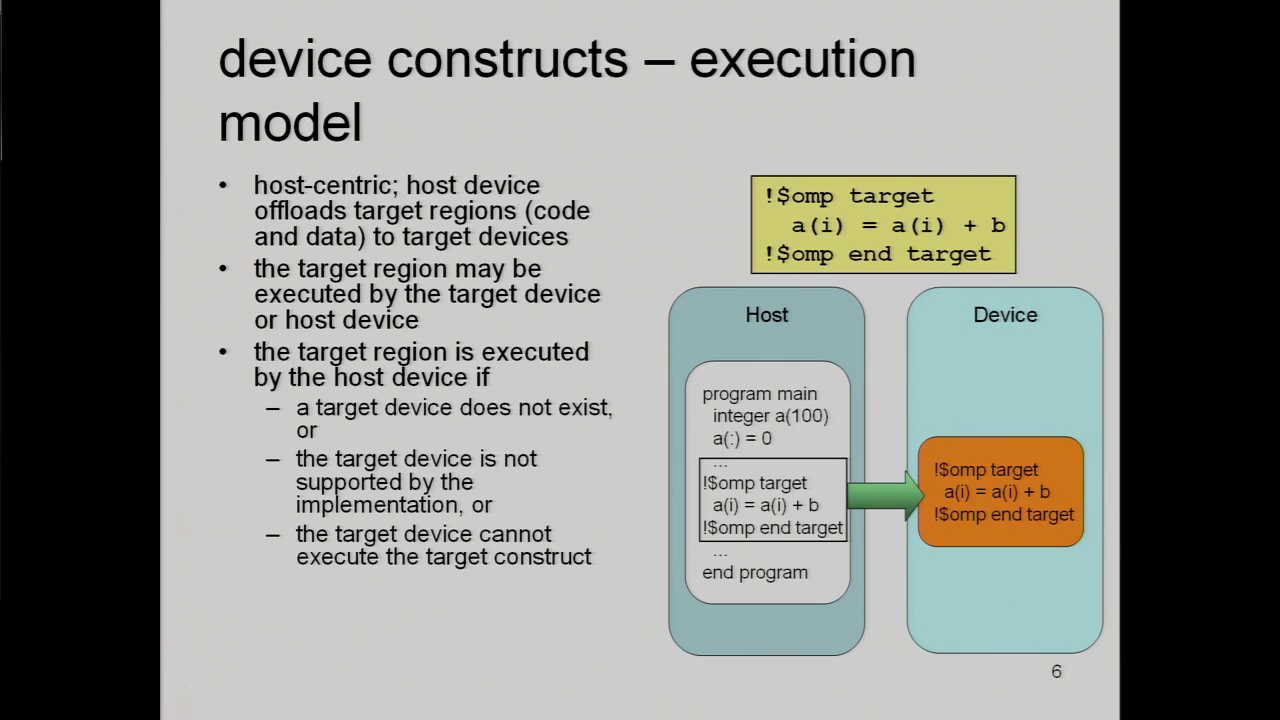 device constructs – execution
model
• host-centric; host device
offloads target regions (code
and data) to target devices
• the target region may be
executed by the target device
or host device
• the target region is executed
by the host device if
– a target device does not exist,
or
– the target device is not
supported by the
implementation, or
– the target device cannot
execute the target construct
!$omp target
a(i) = a(i) + b
!$omp end target
Host
program main
integer a(100)
a(:) = 0
...
!$omp target
a(i) = a(i) + b
!$omp end target
...
end program
Device
!$omp target
a(i) = a(i) + b
!$omp end target
6